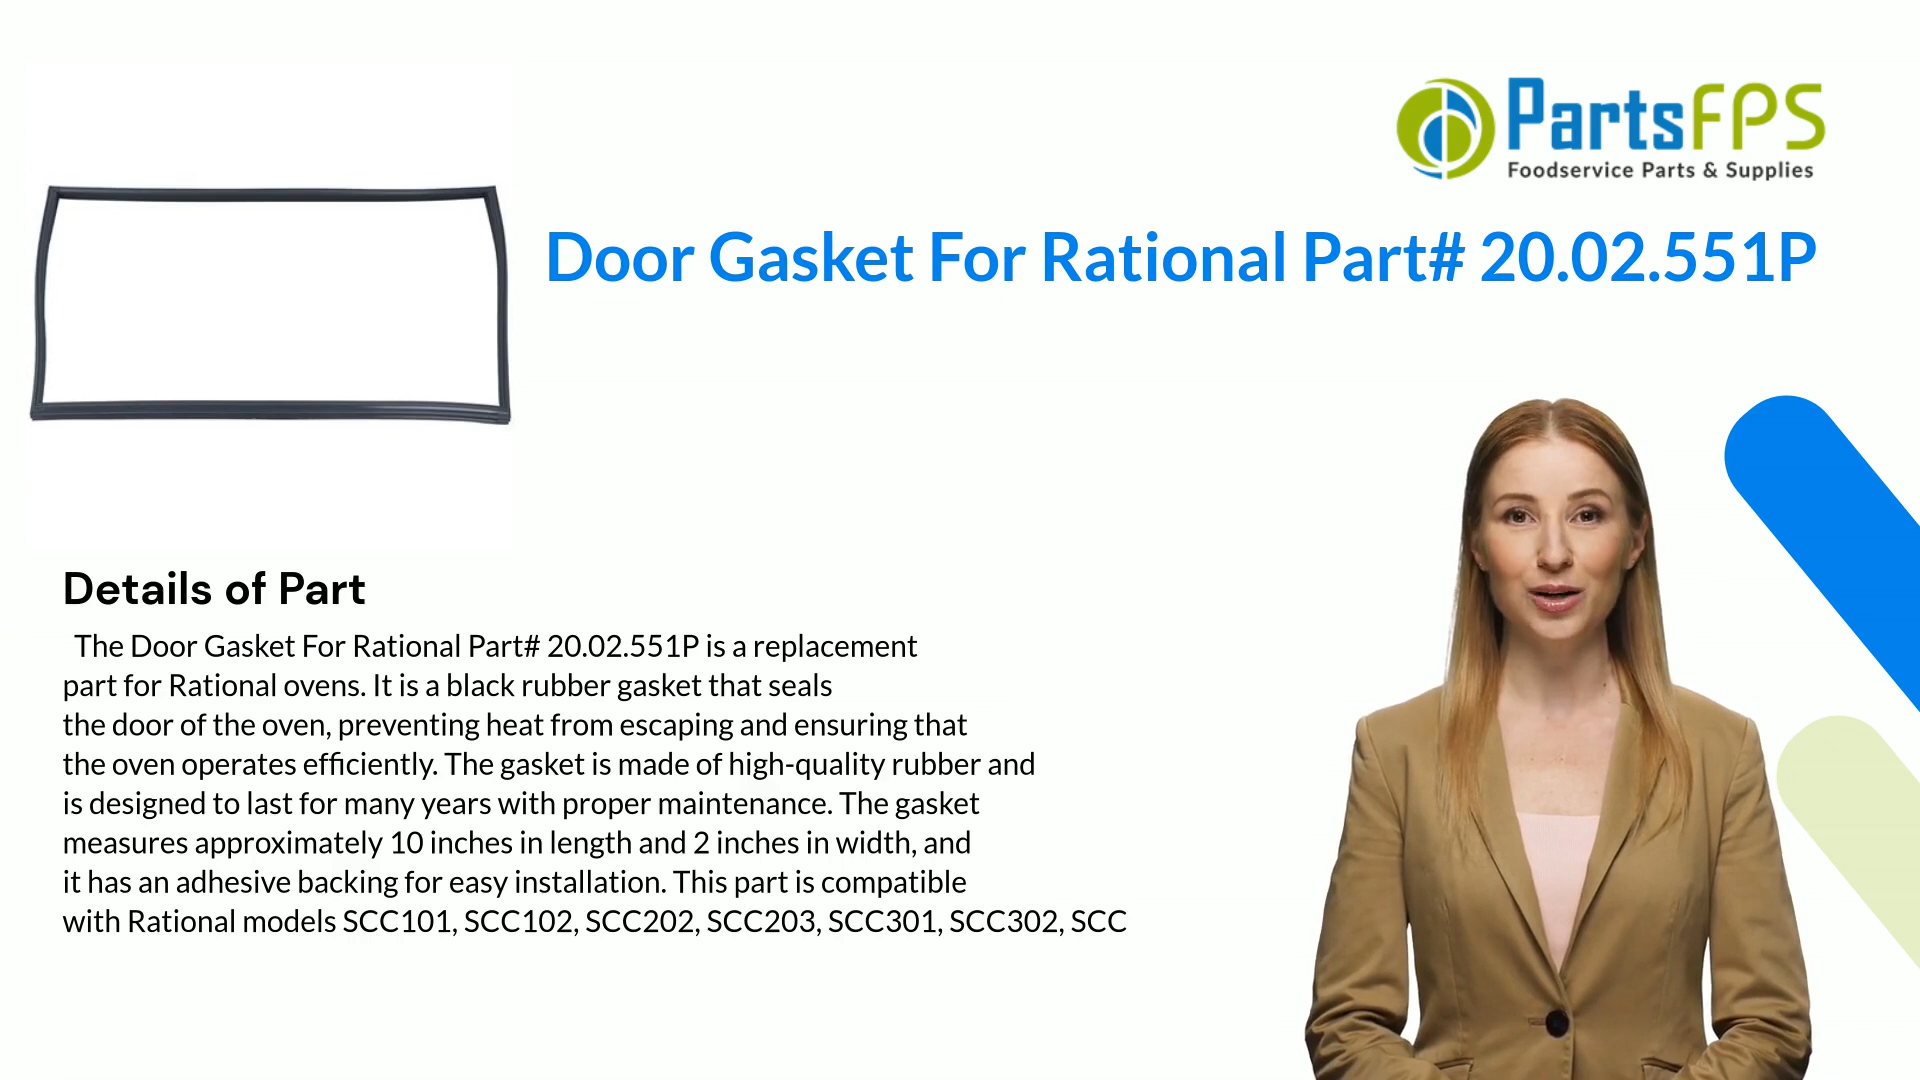 PartsFPS
Foodservice Parts & Supplies
Door Gasket For Rational Part# 20.02.551P
Details of Part
The Door Gasket For Rational Part# 20.02.551P is a replacement
part for Rational ovens. It is a black rubber gasket that seals
the door of the oven, preventing heat from escaping and ensuring that
the oven operates efficiently. The gasket is made of high-quality rubber and
is designed to last for many years with proper maintenance. The gasket
measures approximately 10 inches in length and 2 inches in width, and
it has an adhesive backing for easy installation. This part is compatible
with Rational models SCC101, SCC102, SCC202, SCC203, SCC301, SCC302, SCC